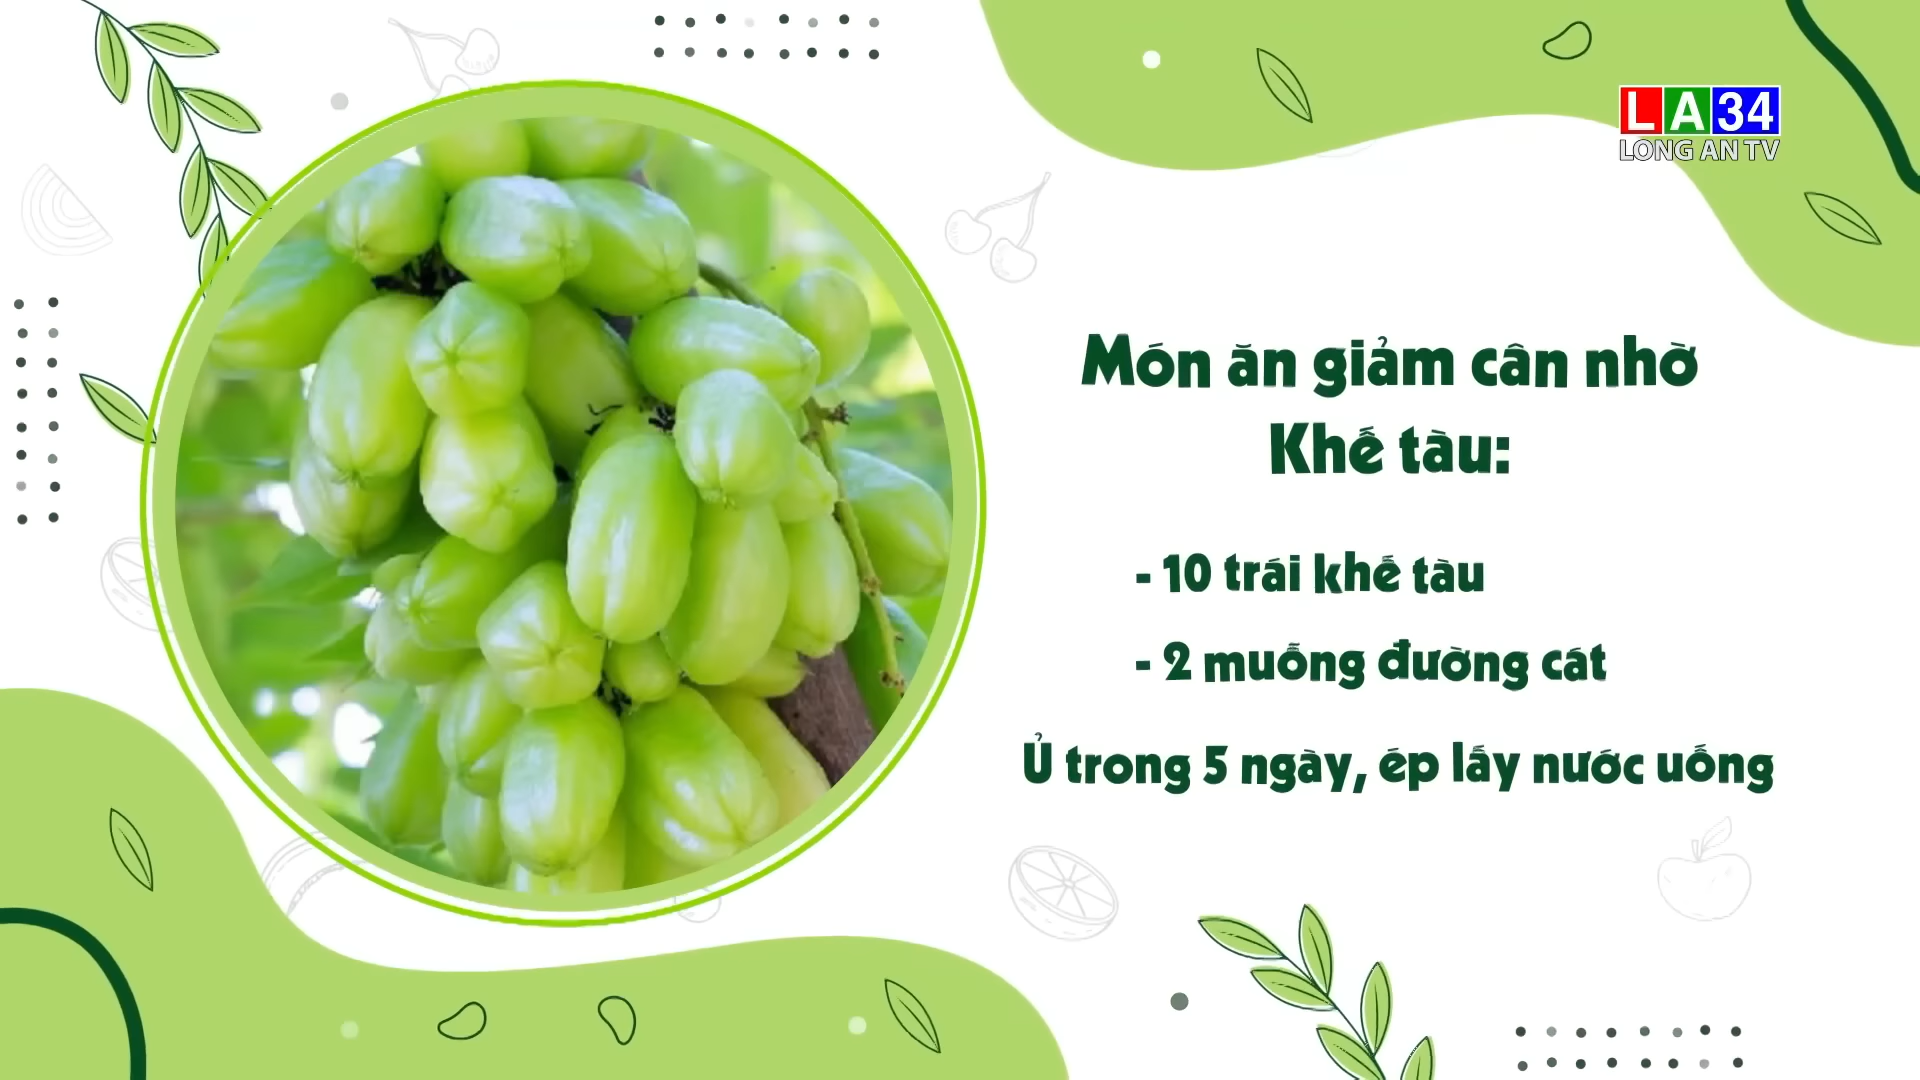 LA34
LONG AN TV
Món ăn giảm cân nhờ
Khế tàu:
- 10 trái khế tàu
- 2 muỗng đường cát
Ủ trong 5 ngày, ép lấy nước uống